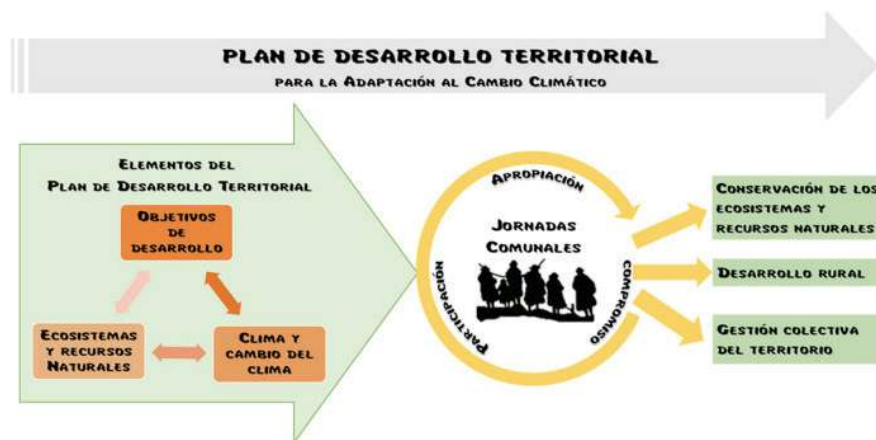 PLAN DE DESARROLLO TERRITORIAL
PARA LA ADAPTACIÓN AL CAMBIO CLIMÁTICO
ELEMENTOS DEL
PLAN DE DESARROLLO TERRITORIAL
OBJETIVOS
DE
DESARROLLO
ECOSISTEMAS
Y RECURSOS
NATURALES
CLIMA Y
CAMBIO DEL
CLIMA
APROPIACIÓN
JORNADAS
COMUNALES
PARTICIPACIÓN
COMPROMISO
CONSERVACIÓN DE LOS
ECOSISTEMAS Y
RECURSOS NATURALES
DESARROLLO RURAL
GESTIÓN COLECTIVA
DEL TERRITORIO